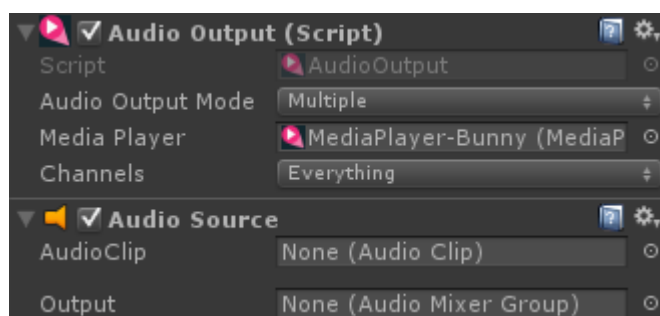 Audio Output (Script)
Script AudioOutput
Audio Output Mode Multiple
Media Player MediaPlayer-Bunny (MediaP
Channels Everything
Audio Source
AudioClip None (Audio Clip)
Output None (Audio Mixer Group)